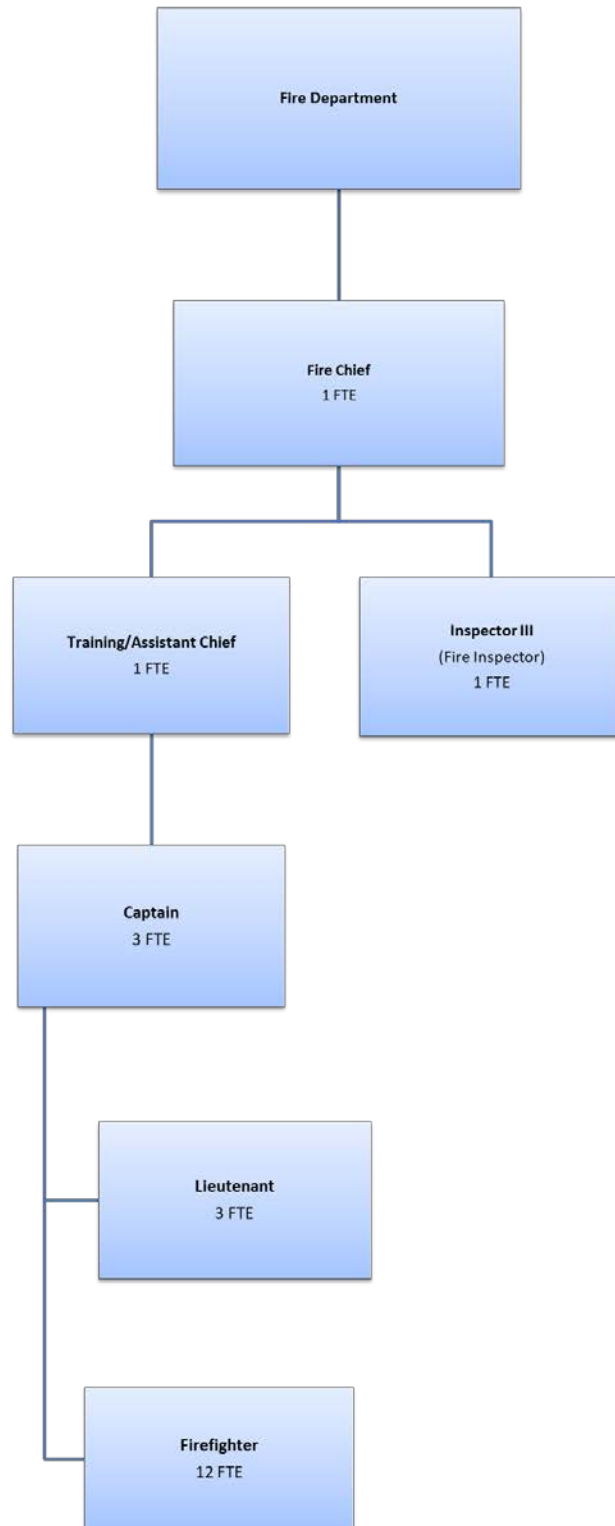 Fire Department
Fire Chief
1 FTE
Training/Assistant Chief
1 FTE
Inspector III
(Fire Inspector)
1 FTE
Captain
3 FTE
Lieutenant
3 FTE
Firefighter
12 FTE